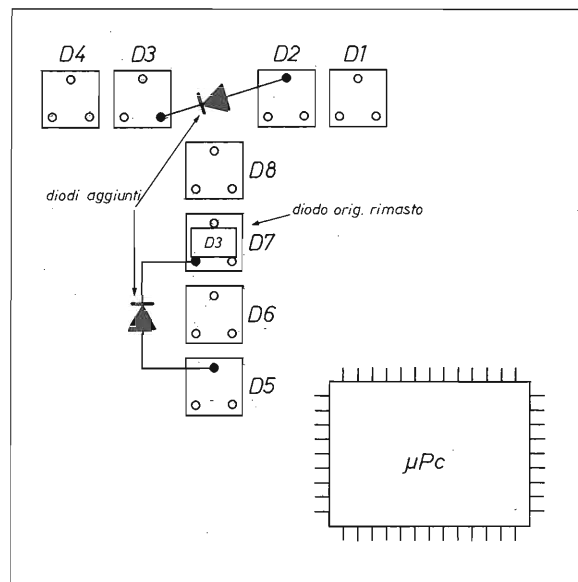 D4 D3 D2 D1
D8
diodi aggiunti
diodo orig. rimasto
D3 D7
D6
D5
µPc